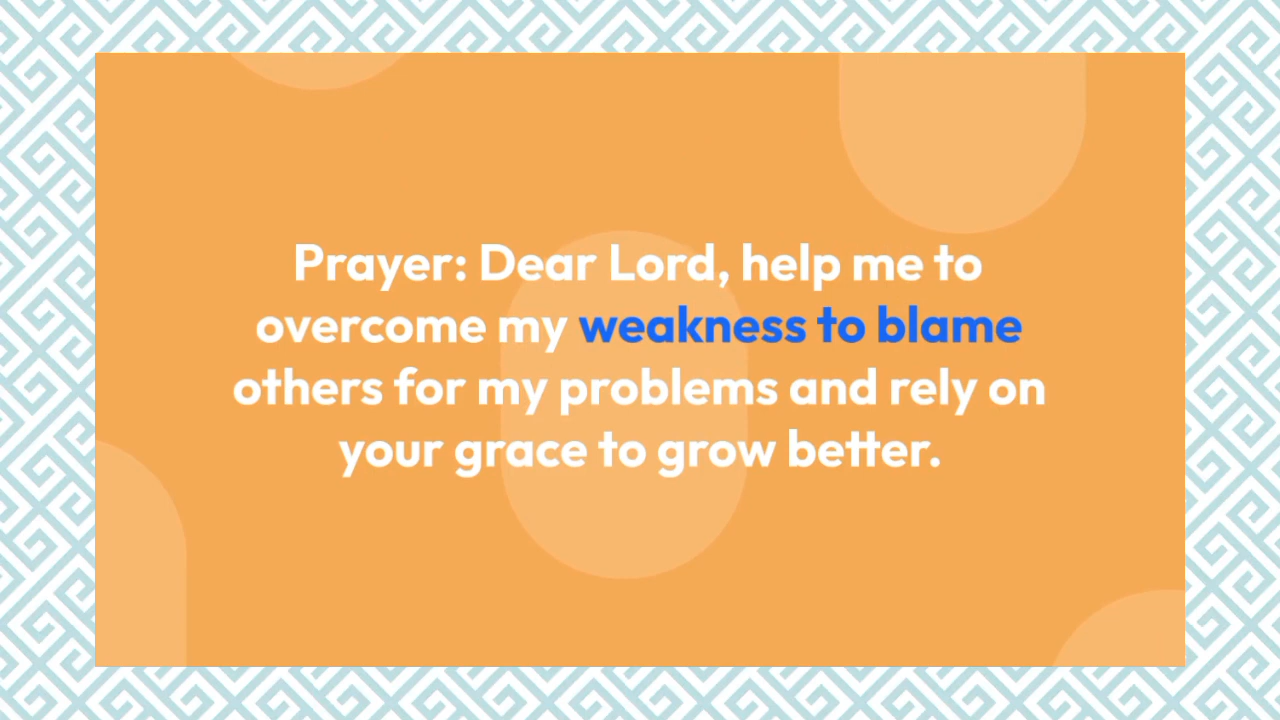 Prayer: Dear Lord, help me to
overcome my weakness to blame
others for my problems and rely on
your grace to grow better.